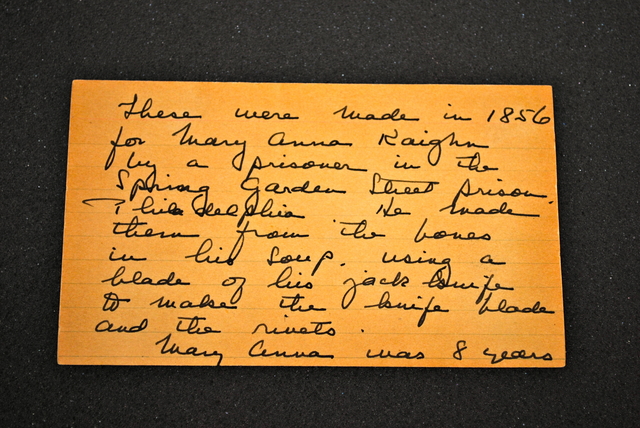 These were made in 1856
for Mary Anna Kaighn
by a prisoner in the
Spring Garden Street prison,
Philadelphia He made
them from the bones
in his soup. using a
blade of his jack knife
to make the knife blade
and the rivets.
Mary Anna was 8 years